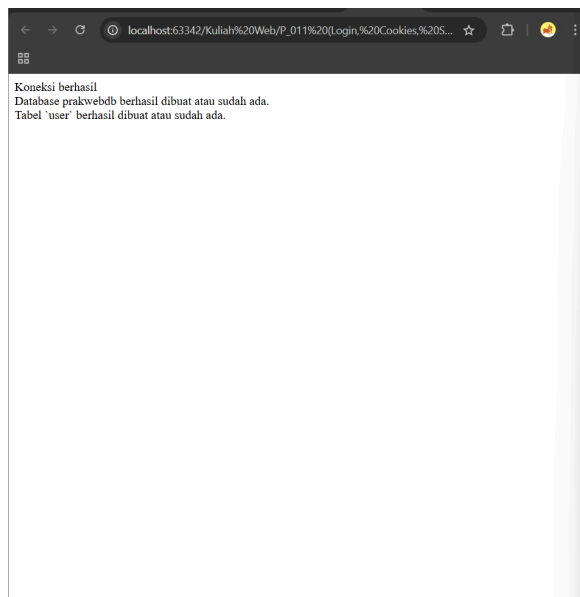 localhost:63342/Kuliah%20Web/P_011%20(Login,%20Cookies,%20S...
Koneksi berhasil
Database prakwebdb berhasil dibuat atau sudah ada.
Tabel `user` berhasil dibuat atau sudah ada.